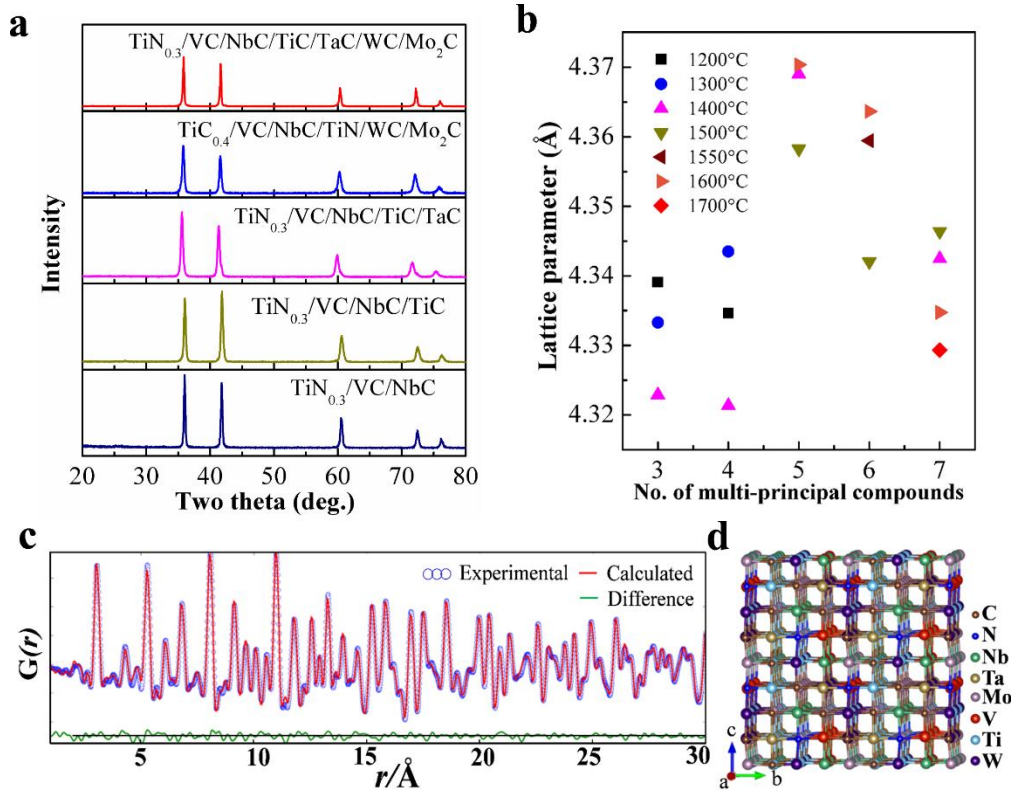 a
TiN0.3/VC/NbC/TiC/TaC/WC/Mo2C
TiC0.4/VC/NbC/TiN/WC/Mo2C
TiN0.3/VC/NbC/TiC/TaC
TiN0.3/VC/NbC/TiC
TiN0.3/VC/NbC
Intensity
20 30 40 50 60 70 80
Two theta (deg.)
b
1200°C
1300°C
1400°C
1500°C
1550°C
1600°C
1700°C
4.37
4.36
4.35
4.34
4.33
4.32
Lattice parameter (Å)
3 4 5 6 7
No. of multi-principal compounds
c
Experimental Calculated
Difference
G(r)
5 10 15 20 25 30
r/Å
d
C
N
Nb
Ta
Mo
V
Ti
W
c
a b